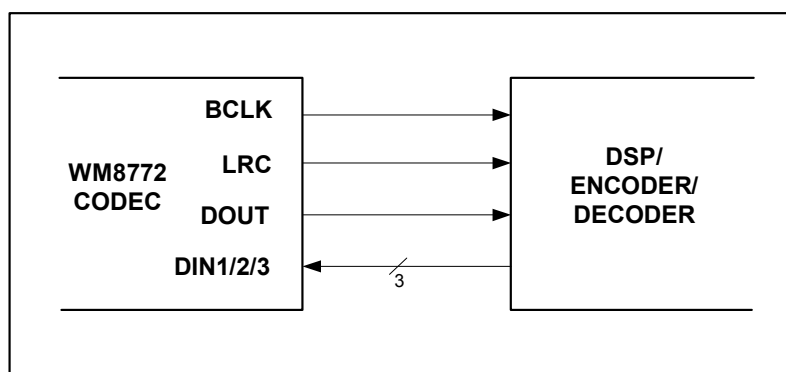 BCLK
LRC
WM8772
CODEC
DOUT
DIN1/2/3
3
DSP/
ENCODER/
DECODER